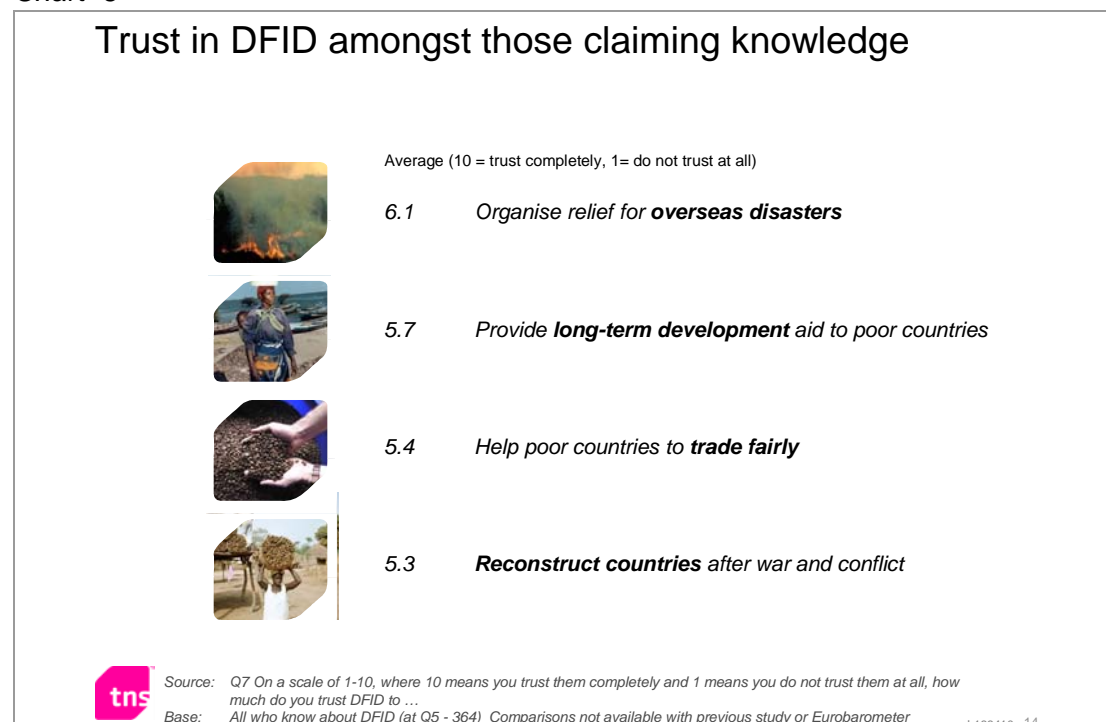 Trust in DFID amongst those claiming knowledge
Average (10 = trust completely, 1= do not trust at all)
6.1 Organise relief for overseas disasters
5.7 Provide long-term development aid to poor countries
5.4 Help poor countries to trade fairly
5.3 Reconstruct countries after war and conflict
tns
Source: Q7 On a scale of 1-10, where 10 means you trust them completely and 1 means you do not trust them at all, how
much do you trust DFID to …
Base: All who know about DFID (at Q5 - 364) Comparisons not available with previous study or Eurobarometer
14